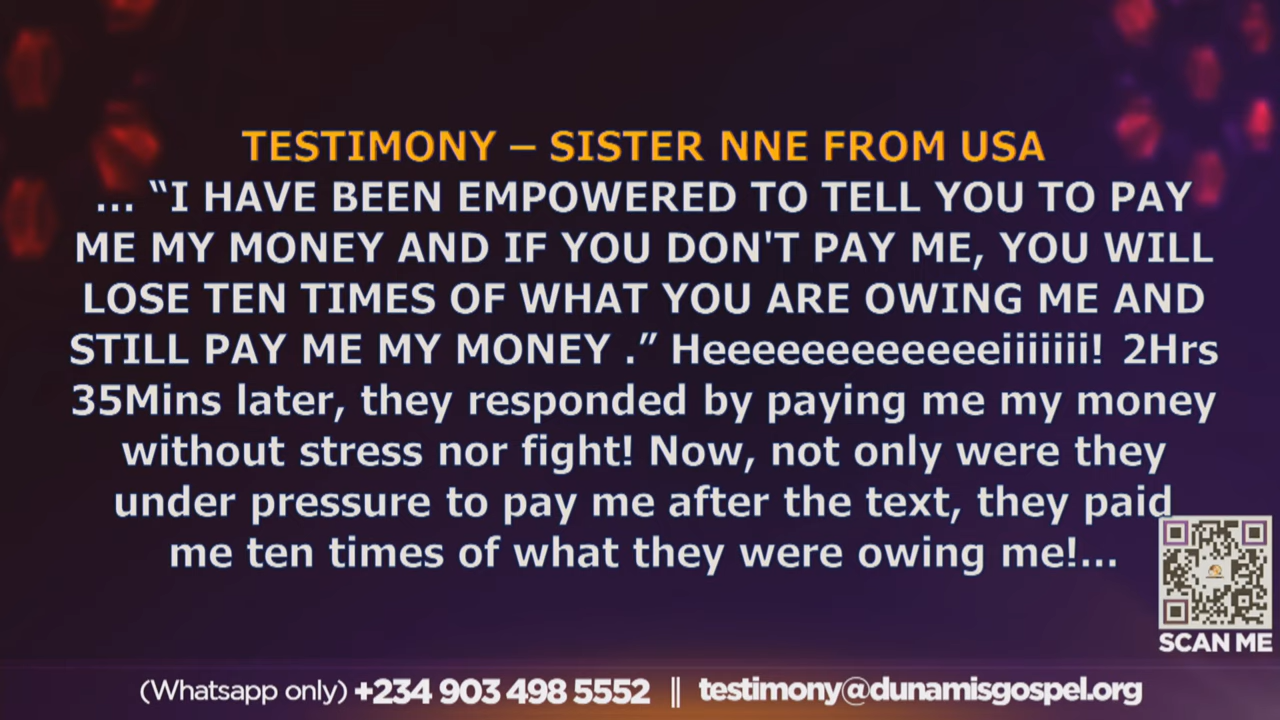 TESTIMONY – SISTER NNE FROM USA
... “I HAVE BEEN EMPOWERED TO TELL YOU TO PAY
ME MY MONEY AND IF YOU DON'T PAY ME, YOU WILL
LOSE TEN TIMES OF WHAT YOU ARE OWING ME AND
STILL PAY ME MY MONEY .” Heeeeeeeeeeeeeiiiiiii! 2Hrs
35Mins later, they responded by paying me my money
without stress nor fight! Now, not only were they
under pressure to pay me after the text, they paid
me ten times of what they were owing me!...
SCAN ME
(Whatsapp only) +234 903 498 5552 || testimony@dunamisgospel.org